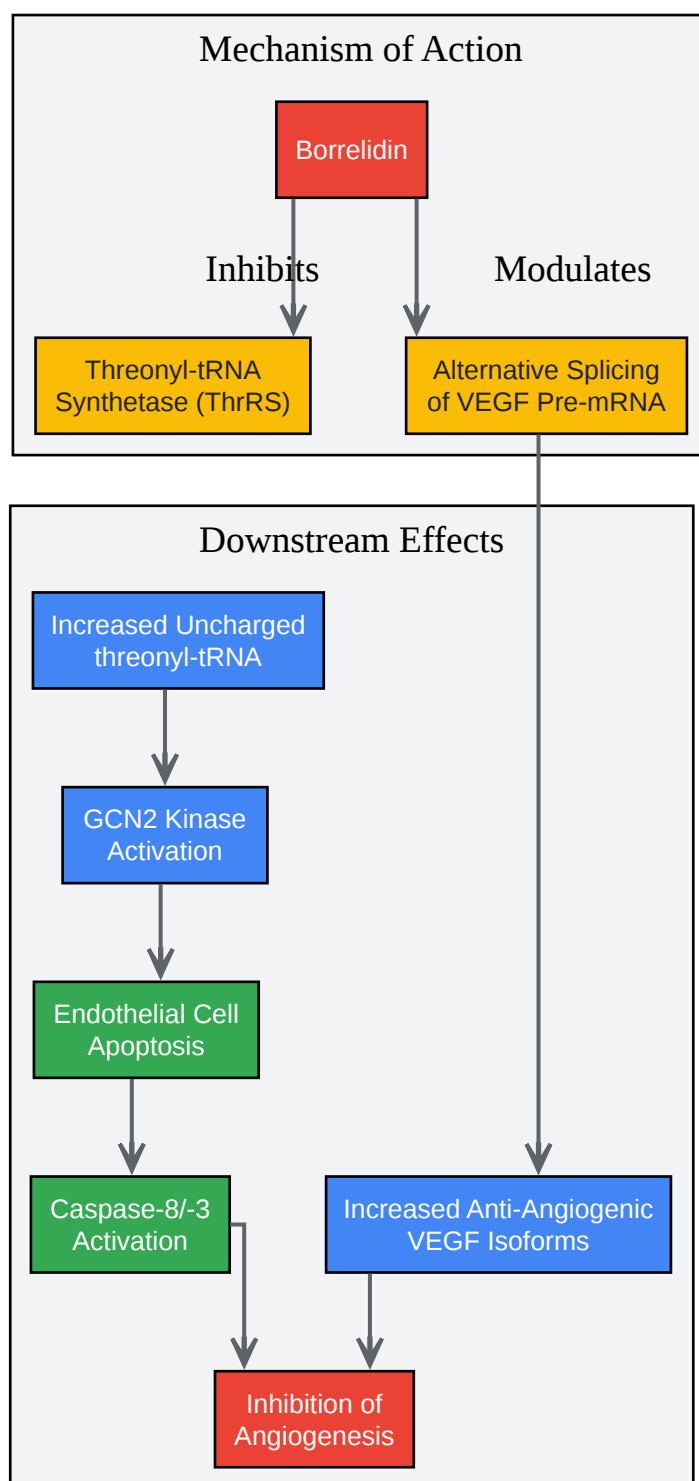 Mechanism of Action
Borrelidin
Inhibits
Modulates
Threonyl-tRNA
Synthetase (ThrRS)
Alternative Splicing
of VEGF Pre-mRNA
Downstream Effects
Increased Uncharged
threonyl-tRNA
GCN2 Kinase
Activation
Endothelial Cell
Apoptosis
Caspase-8/-3
Activation
Increased Anti-Angiogenic
VEGF Isoforms
Inhibition of
Angiogenesis